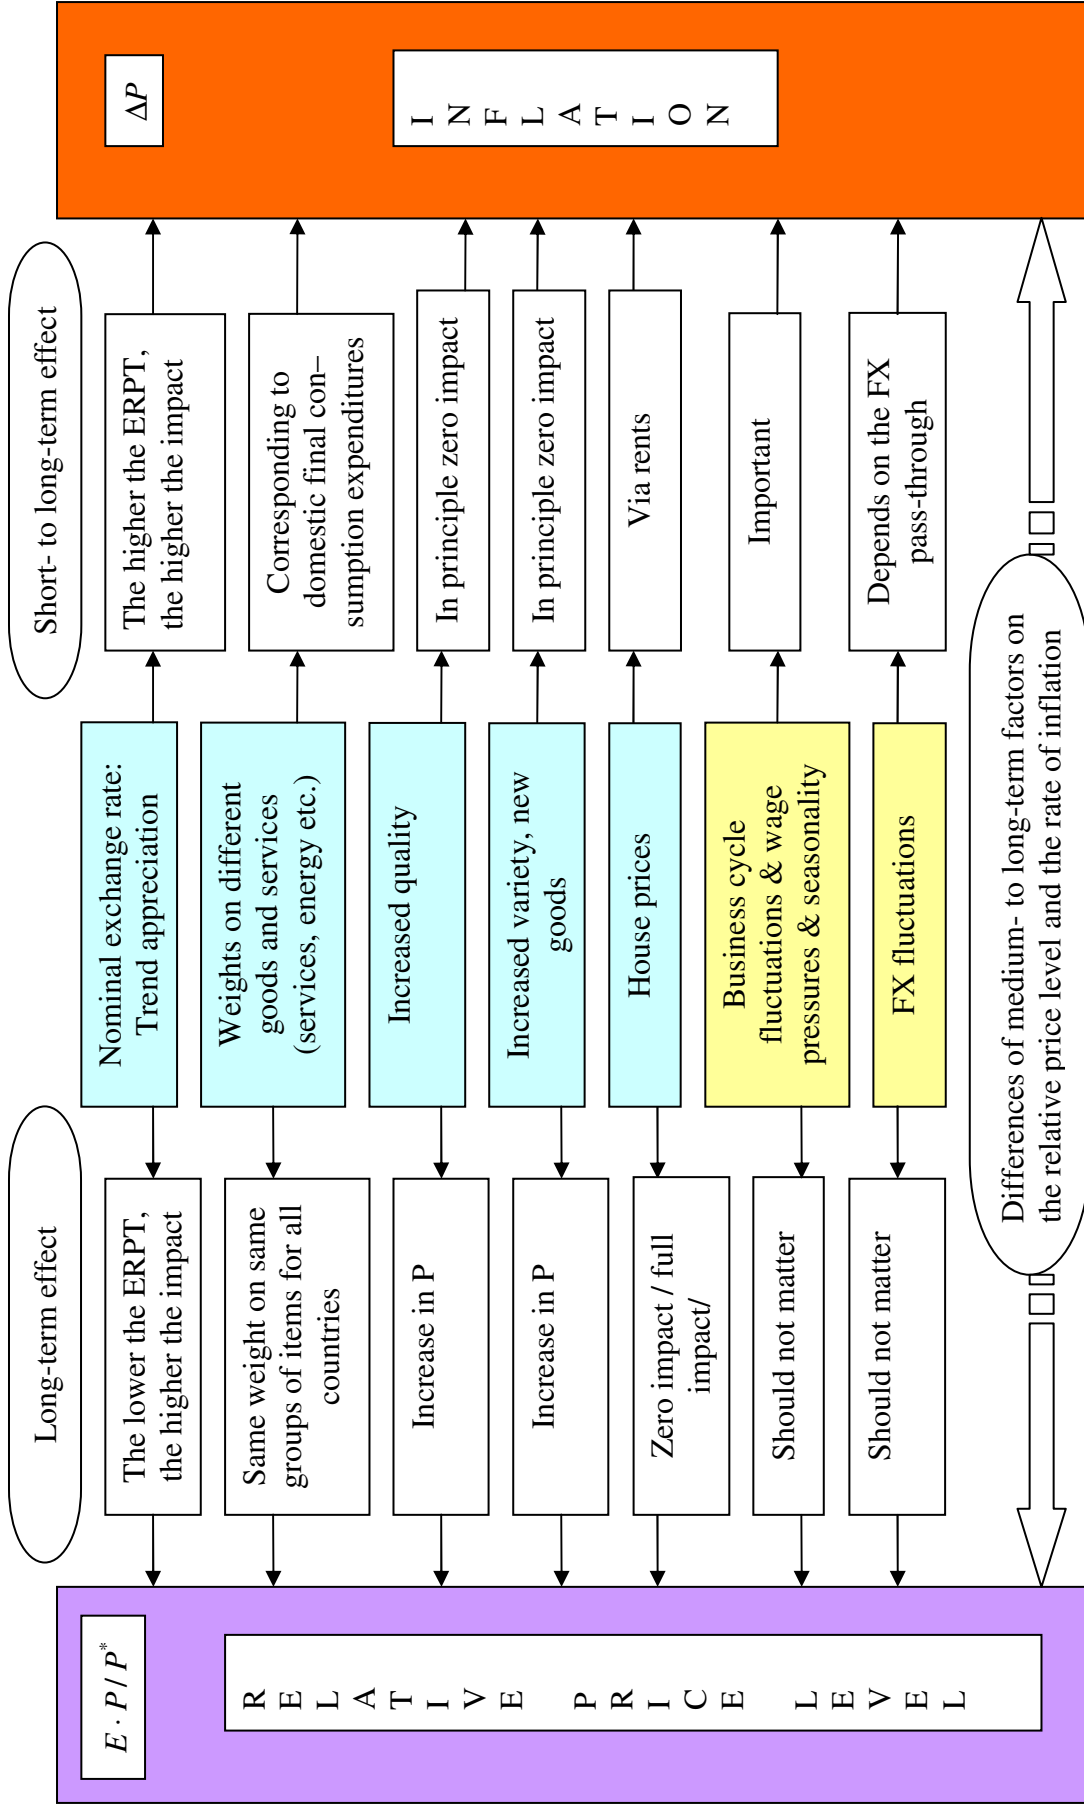 Long-term effect
Short- to long-term effect
E · P / P*
R
E
L
A
T
I
V
E
P
R
I
C
E
L
E
V
E
L
The lower the ERPT,
the higher the impact
Nominal exchange rate:
Trend appreciation
The higher the ERPT,
the higher the impact
Same weight on same
groups of items for all
countries
Weights on different
goods and services
(services, energy etc.)
Corresponding to
domestic final con–
sumption expenditures
Increase in P
Increased quality
In principle zero impact
Increase in P
Increased variety, new
goods
In principle zero impact
Zero impact / full
impact/
House prices
Via rents
Should not matter
Business cycle
fluctuations & wage
pressures & seasonality
Important
Should not matter
FX fluctuations
Depends on the FX
pass-through
ΔP
I
N
F
L
A
T
I
O
N
Differences of medium- to long-term factors on
the relative price level and the rate of inflation